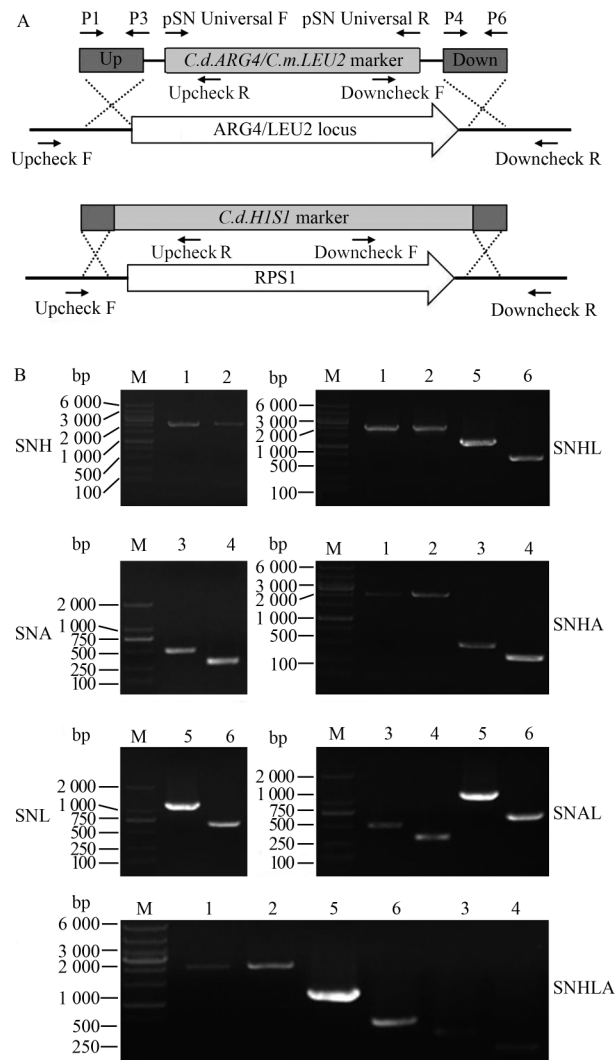 A
P1 P3 pSN Universal F pSN Universal R P4 P6
Up C.d.ARG4/C.m.LEU2 marker Down
Upcheck R Downcheck F
ARG4/LEU2 locus
Upcheck F Downcheck R
C.d.H1S1 marker
Upcheck R Downcheck F
RPS1
Upcheck F Downcheck R
B
bp M 1 2
6 000
3 000
2 000
1 000
500
100
SNH
bp M 1 2 5 6
6 000
3 000
2 000
1 000
500
100
SNHL
bp M 3 4
2 000
1 000
750
500
250
100
SNA
bp M 1 2 3 4
6 000
3 000
2 000
1 000
500
100
SNHA
bp M 5 6
2 000
1 000
750
500
250
100
SNL
bp M 3 4 5 6
2 000
1 000
750
500
250
100
SNAL
bp M 1 2 5 6 3 4
6 000
3 000
2 000
1 000
500
250
SNHLA